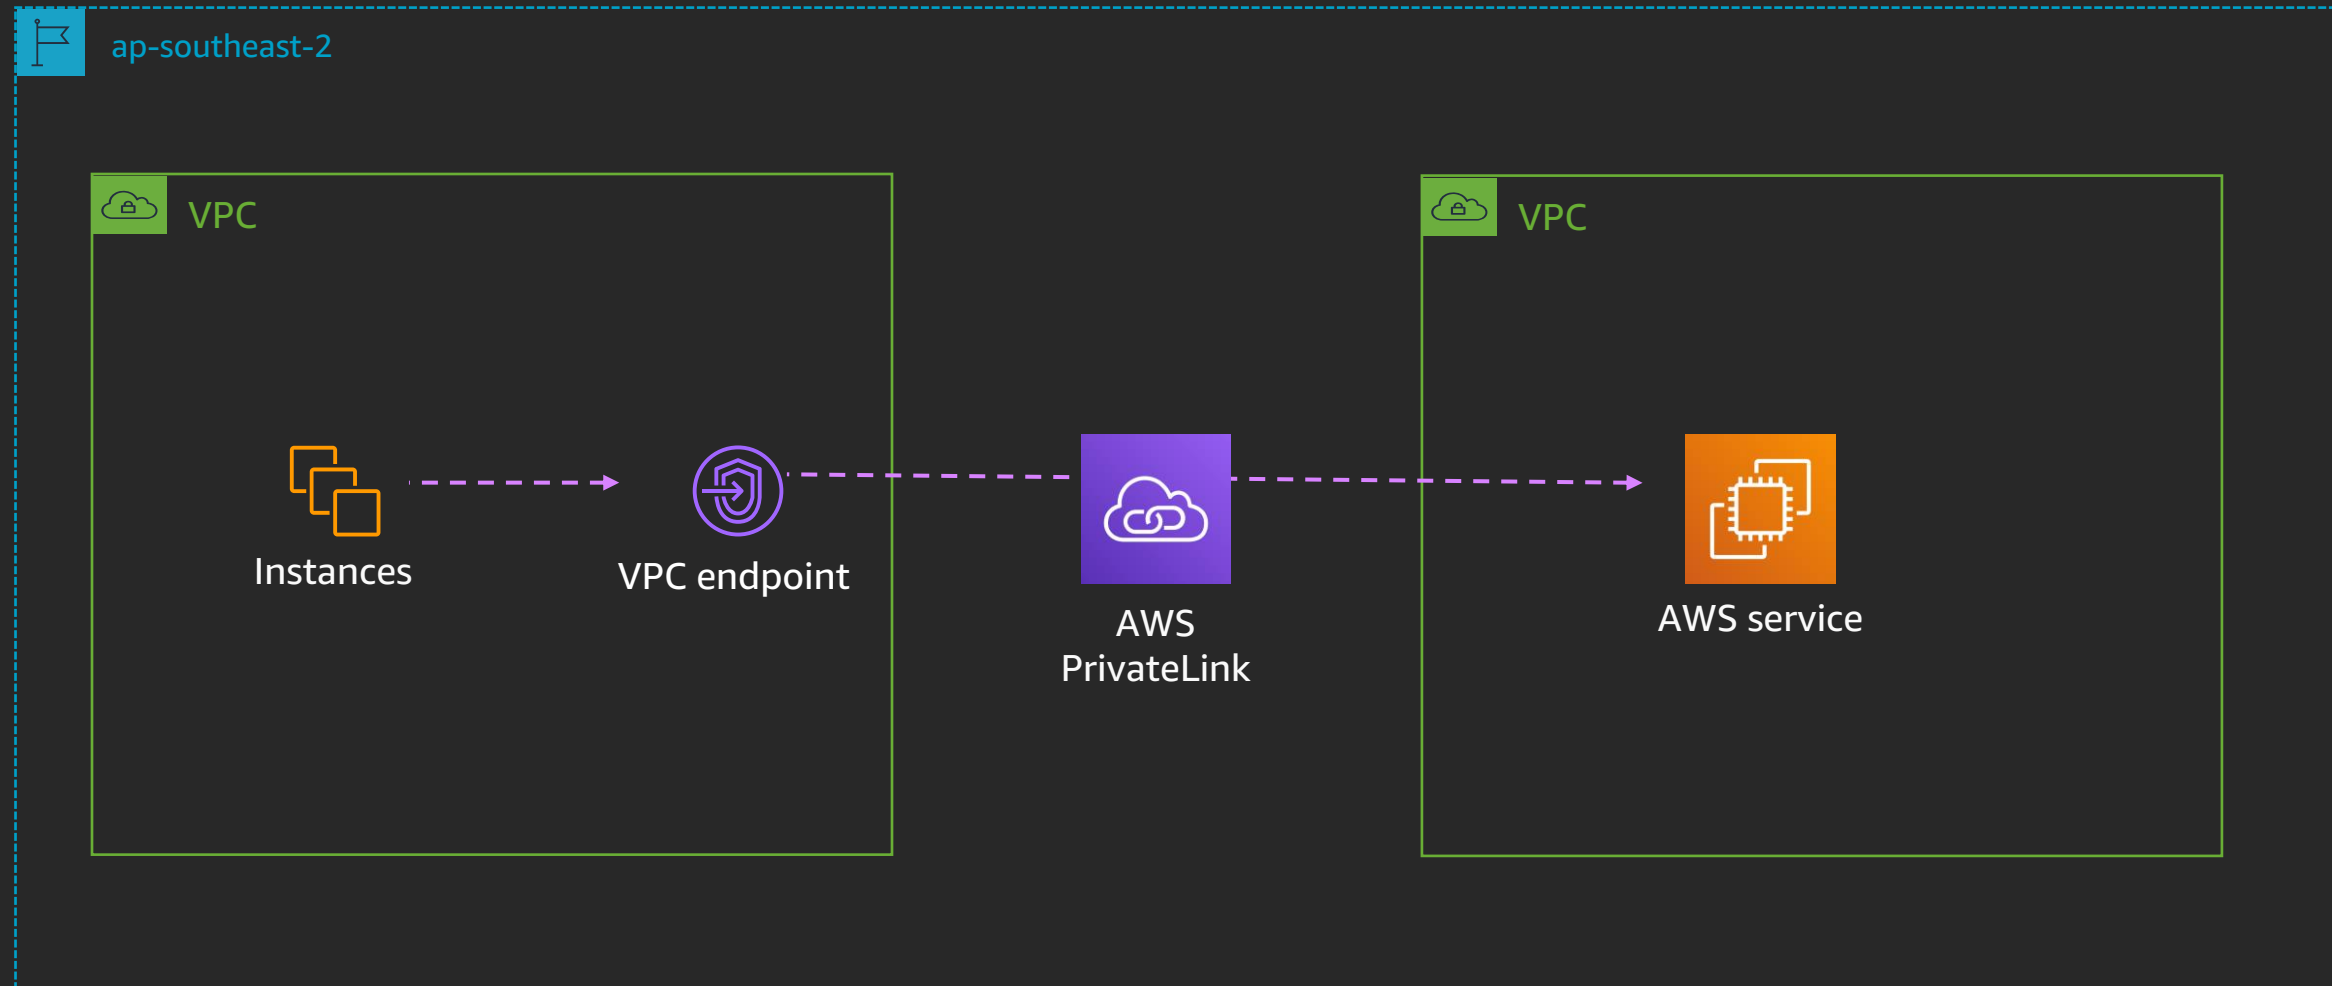 ap-southeast-2
VPC
VPC
Instances
VPC endpoint
AWS
PrivateLink
AWS service